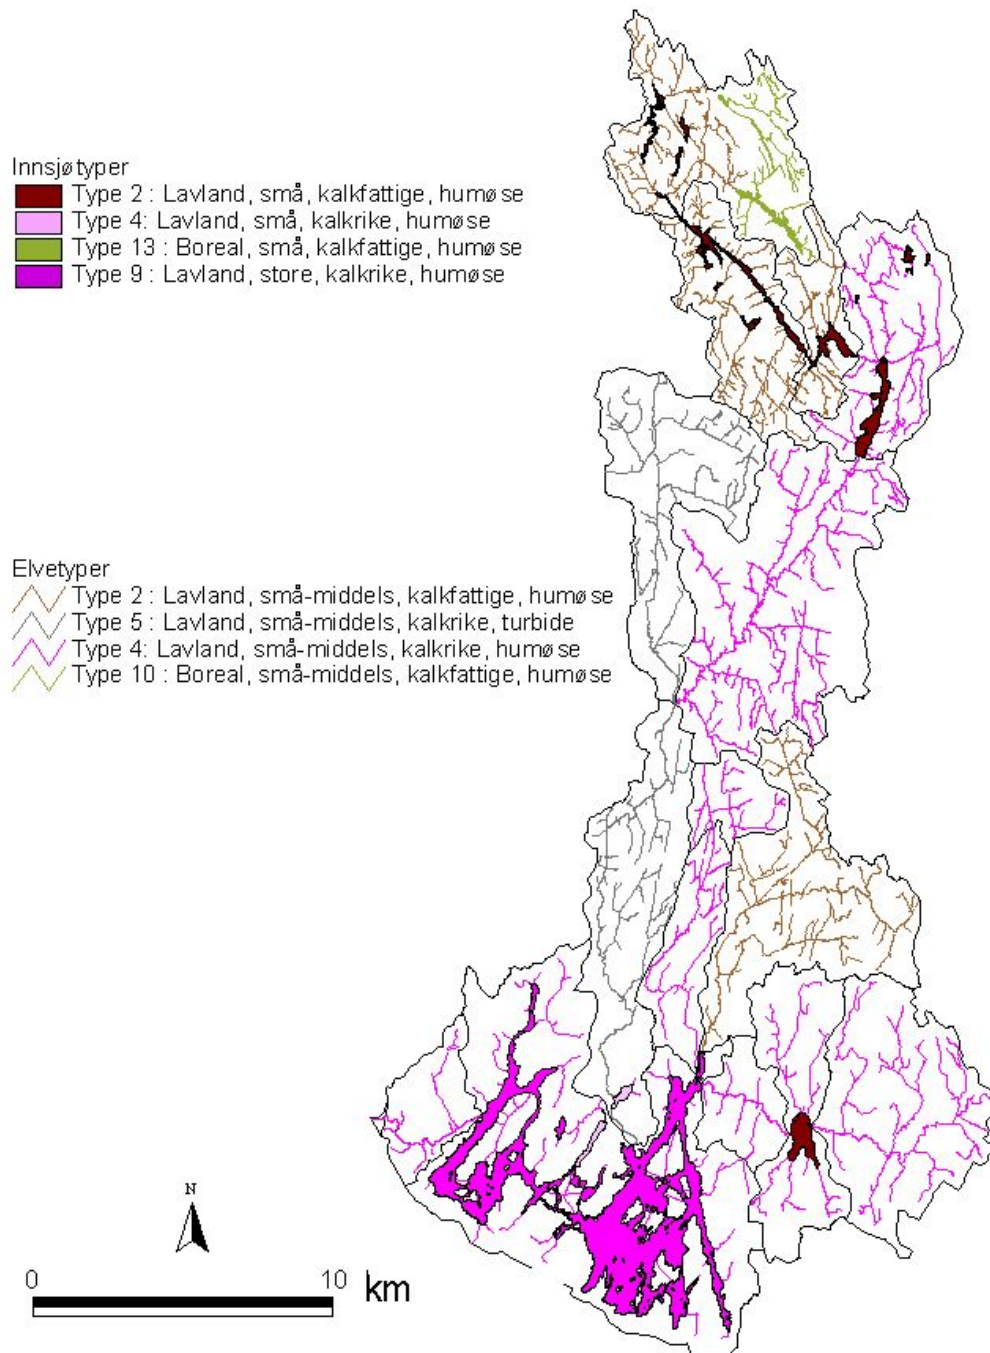 Innsjøtyper
Type 2 : Lavland, små, kalkfattige, humøse
Type 4: Lavland, små, kalkrike, humøse
Type 13 : Boreal, små, kalkfattige, humøse
Type 9 : Lavland, store, kalkrike, humøse
Elvetyper
Type 2 : Lavland, små-middels, kalkfattige, humøse
Type 5 : Lavland, små-middels, kalkrike, turbide
Type 4: Lavland, små-middels, kalkrike, humøse
Type 10 : Boreal, små-middels, kalkfattige, humøse
N
0 10 km